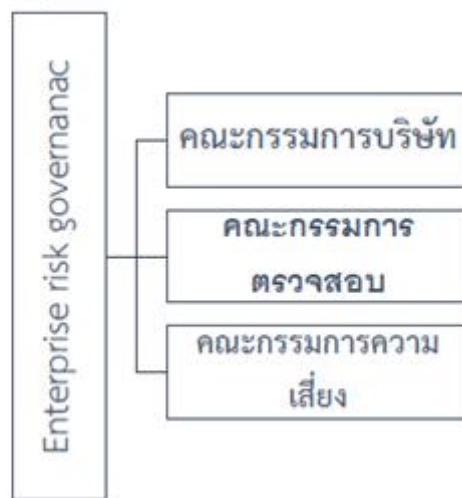 Enterprise risk governanac
คณะกรรมการบริษัท
คณะกรรมการ
ตรวจสอบ
คณะกรรมการความ
เสี่ยง